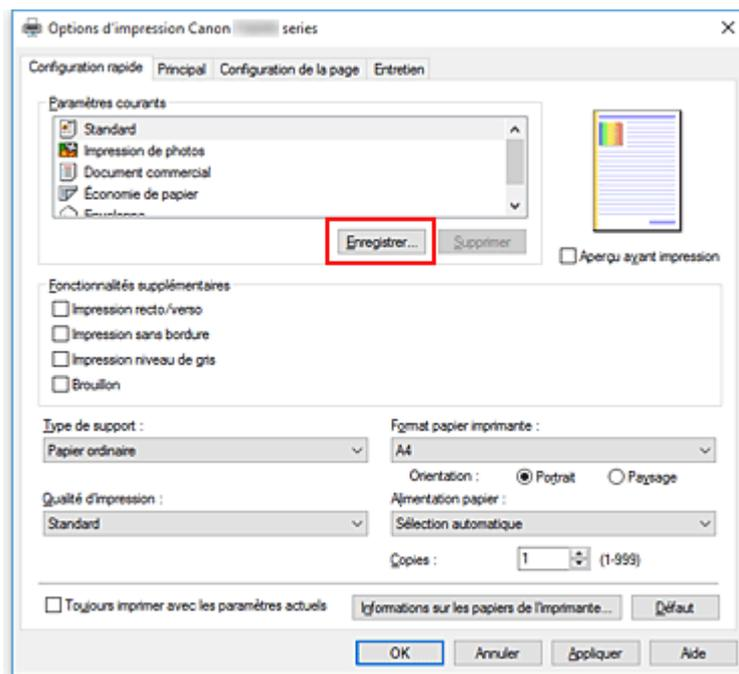 Options d'impression Canon series
Configuration rapide Principal Configuration de la page Entretien
Paramètres courants
Standard
Impression de photos
Document commercial
Économie de papier
Enregistrer... Supprimer
Aperçu avant impression
Fonctionnalités supplémentaires
Impression recto/verso
Impression sans bordure
Impression niveau de gris
Brouillon
Type de support :
Papier ordinaire
Format papier imprimante :
A4
Orientation : Portrait Paysage
Qualité d'impression :
Standard
Alimentation papier :
Sélection automatique
Copies : 1 (1-999)
Toujours imprimer avec les paramètres actuels
Informations sur les papiers de l'imprimante... Défaut
OK Annuler Appliquer Aide